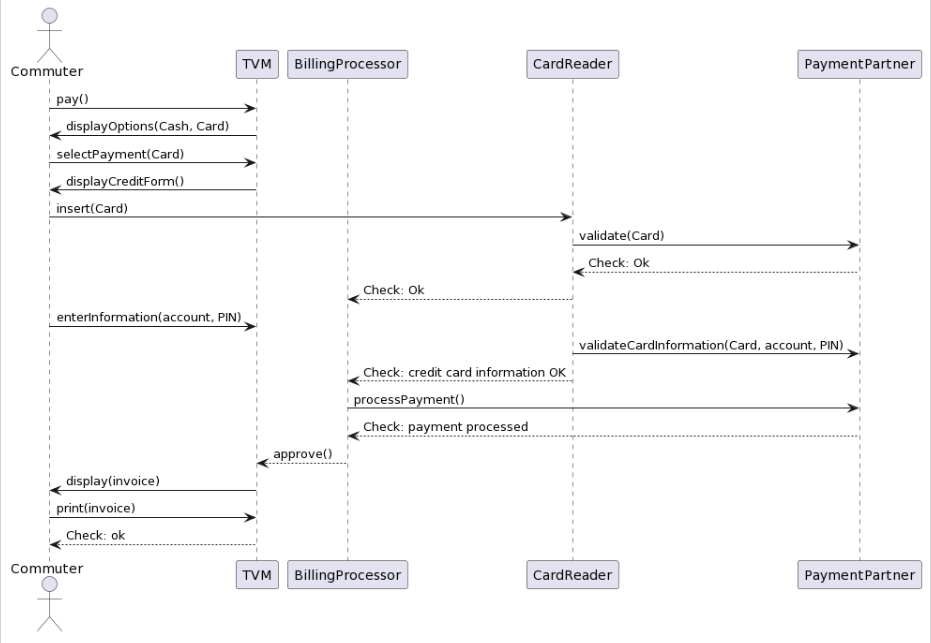 Commuter
TVM
BillingProcessor
CardReader
PaymentPartner
pay()
displayOptions(Cash, Card)
selectPayment(Card)
displayCreditForm()
insert(Card)
validate(Card)
Check: Ok
Check: Ok
enterInformation(account, PIN)
validateCardInformation(Card, account, PIN)
Check: credit card information OK
processPayment()
Check: payment processed
approve()
display(invoice)
print(invoice)
Check: ok
Commuter
TVM
BillingProcessor
CardReader
PaymentPartner